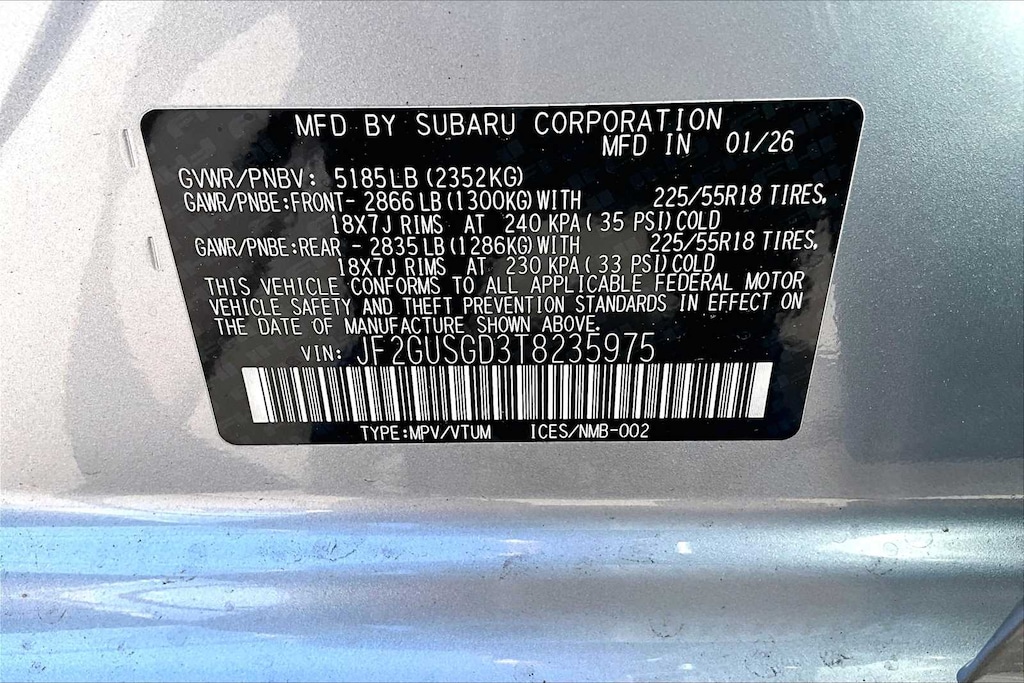 MFD BY SUBARU CORPORATION
MFD IN 01/26
GVWR/PNBV: 5185LB (2352KG)
GAWR/PNBE:FRONT- 2866 LB (1300KG) WITH 225/55R18 TIRES,
18X7J RIMS AT 240 KPA ( 35 PSI) COLD
GAWR/PNBE:REAR - 2835 LB (1286KG) WITH 225/55R18 TIRES,
18X7J RIMS AT 230 KPA ( 33 PSI) COLD
THIS VEHICLE CONFORMS TO ALL APPLICABLE FEDERAL MOTOR
VEHICLE SAFETY AND THEFT PREVENTION STANDARDS IN EFFECT ON
THE DATE OF MANUFACTURE SHOWN ABOVE.
VIN: JF2GUSGD3T8235975
TYPE:MPV/VTUM ICES/NMB-002